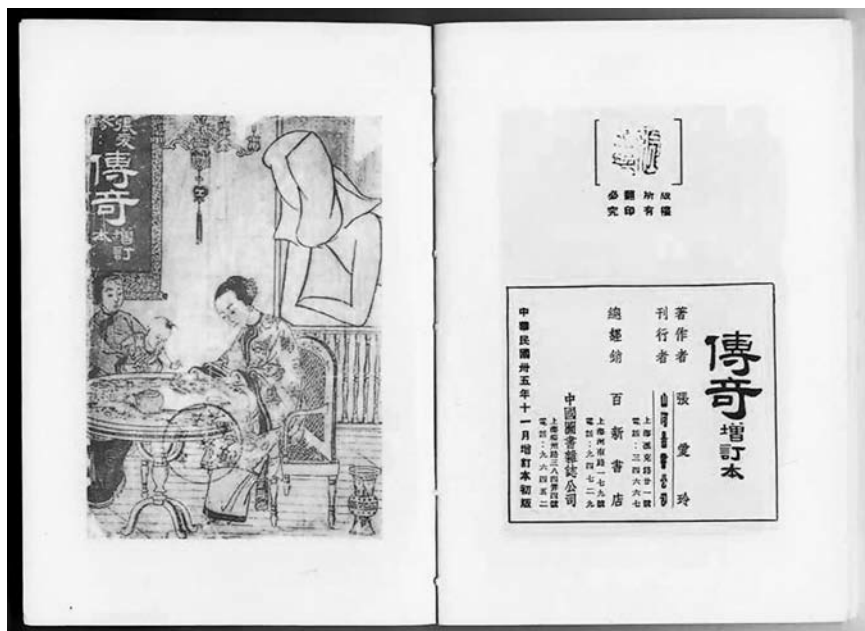 張愛
傳奇
增訂
本
版權
所有
翻印
必究
傳奇增訂本
著作者 張愛玲
刊行者 山河圖書公司
上海派克路廿一號
電話：三四六六七
總經銷 百新書店
上海河南路一七九號
電話：九四七二九
中國圖書雜誌公司
上海福州路三八四弄四號
電話：九六四五二
中華民國卅五年十一月增訂本初版